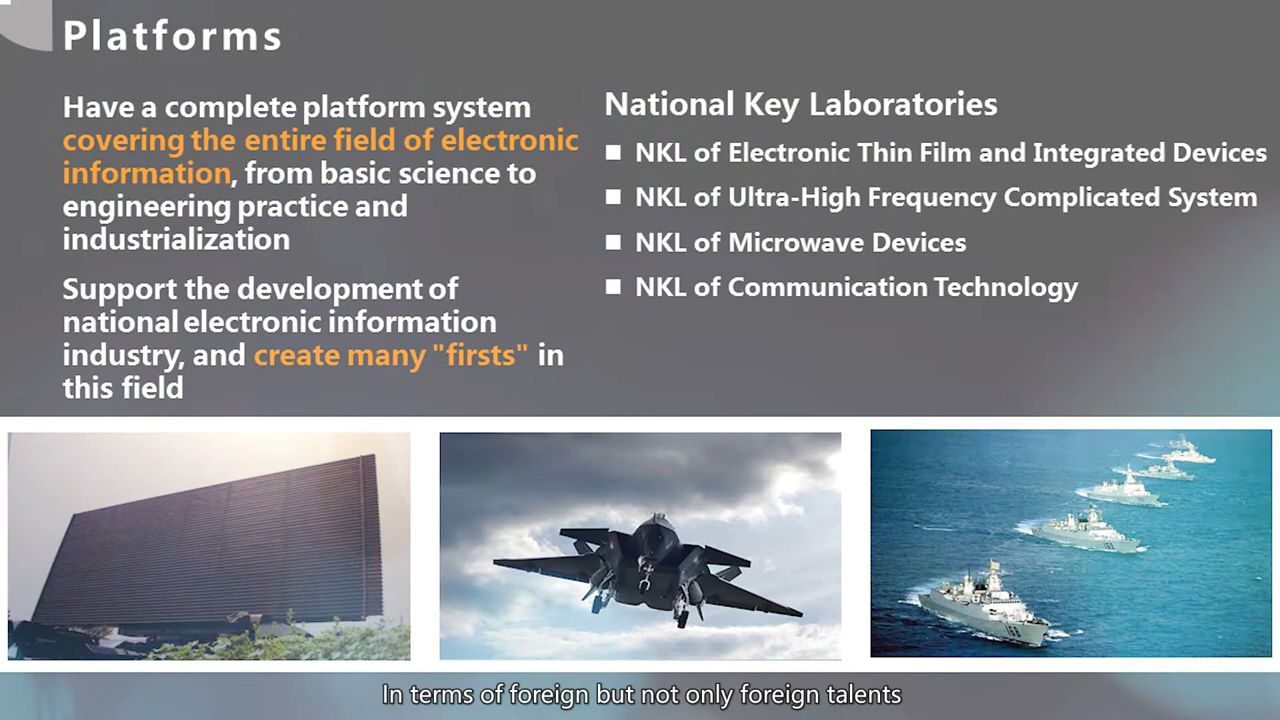 Platforms
Have a complete platform system
covering the entire field of electronic
information, from basic science to
engineering practice and
industrialization
Support the development of
national electronic information
industry, and create many "firsts" in
this field
National Key Laboratories
■ NKL of Electronic Thin Film and Integrated Devices
■ NKL of Ultra-High Frequency Complicated System
■ NKL of Microwave Devices
■ NKL of Communication Technology
168
In terms of foreign but not only foreign talents